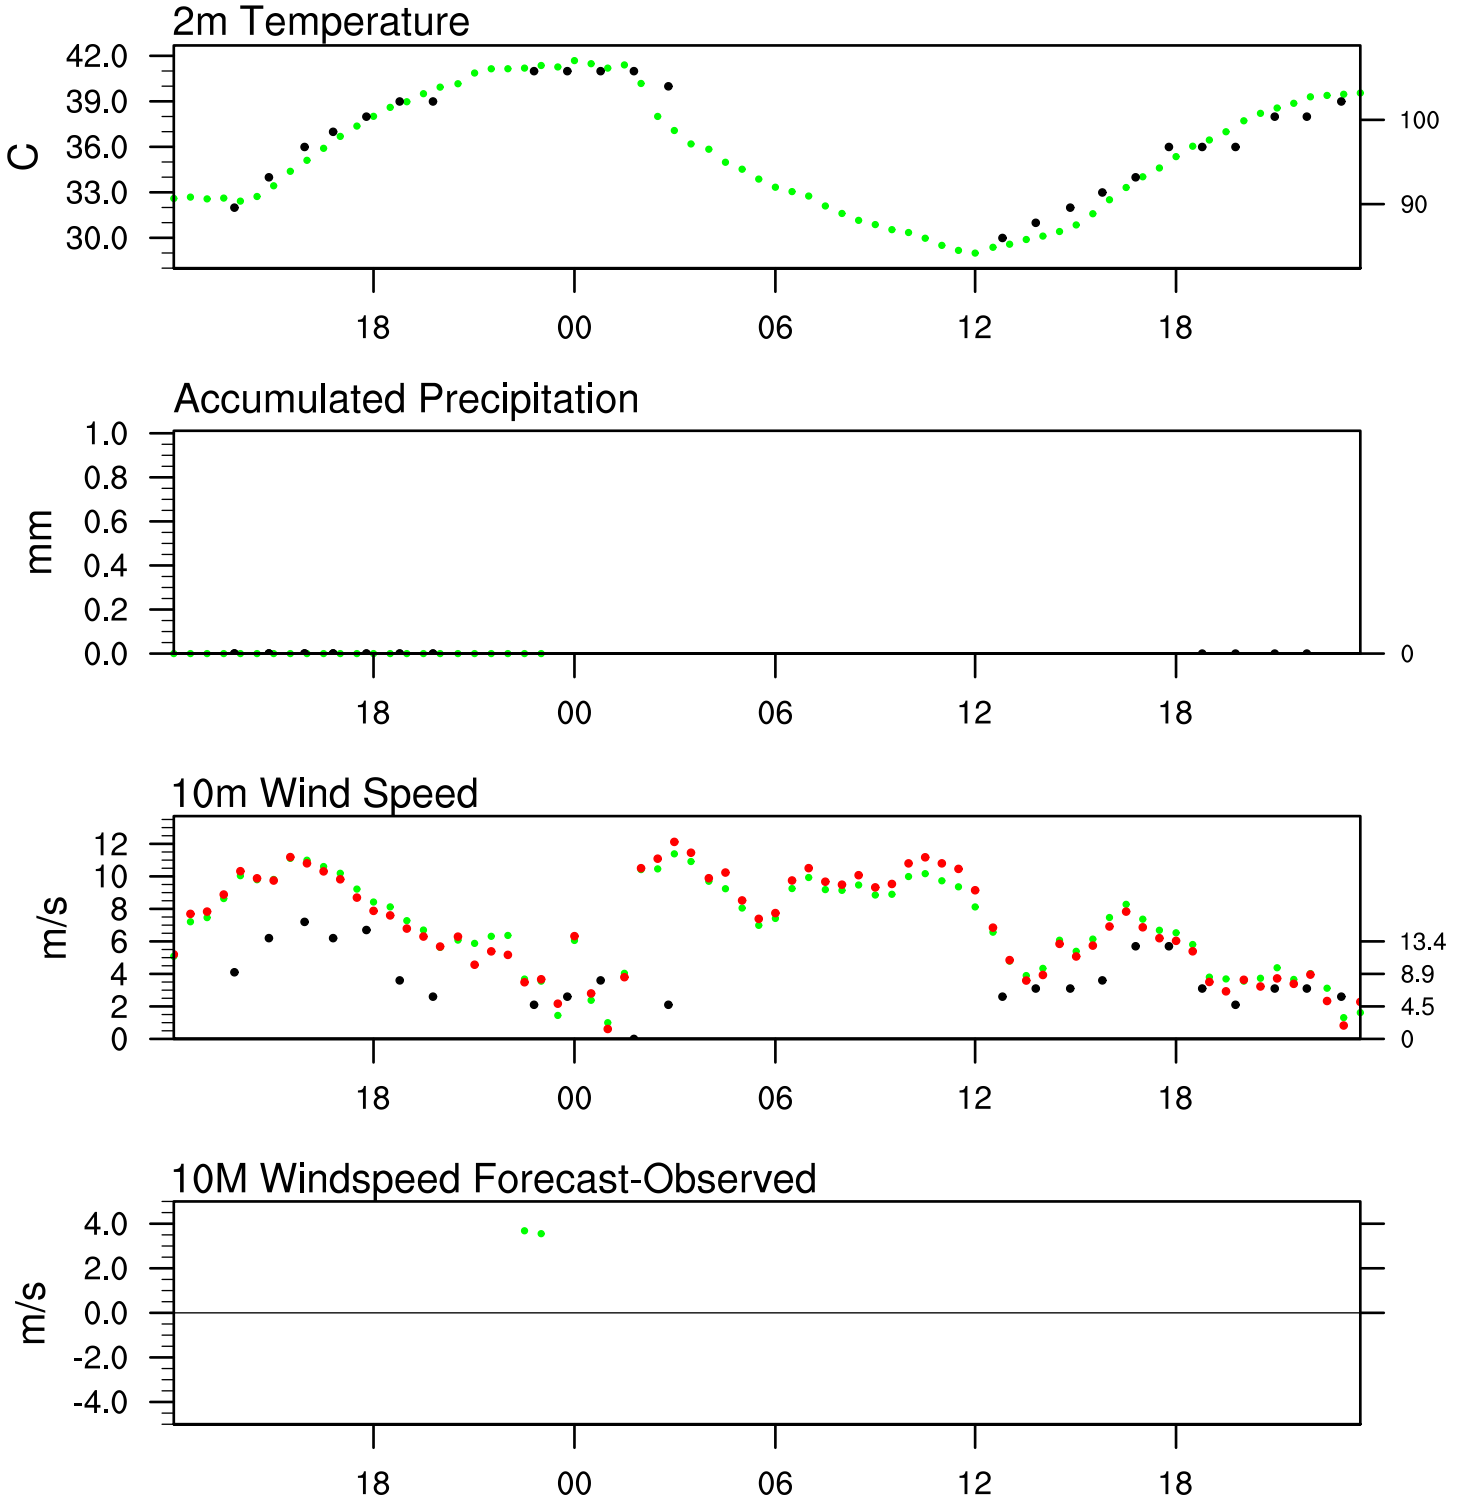 2m Temperature
42.0
39.0
36.0
33.0
30.0
C
100
90
18 00 06 12 18
Accumulated Precipitation
1.0
0.8
0.6
0.4
0.2
0.0
mm
0
18 00 06 12 18
10m Wind Speed
12
10
8
6
4
2
0
m/s
13.4
8.9
4.5
0
18 00 06 12 18
10M Windspeed Forecast-Observed
4.0
2.0
0.0
-2.0
-4.0
m/s
18 00 06 12 18